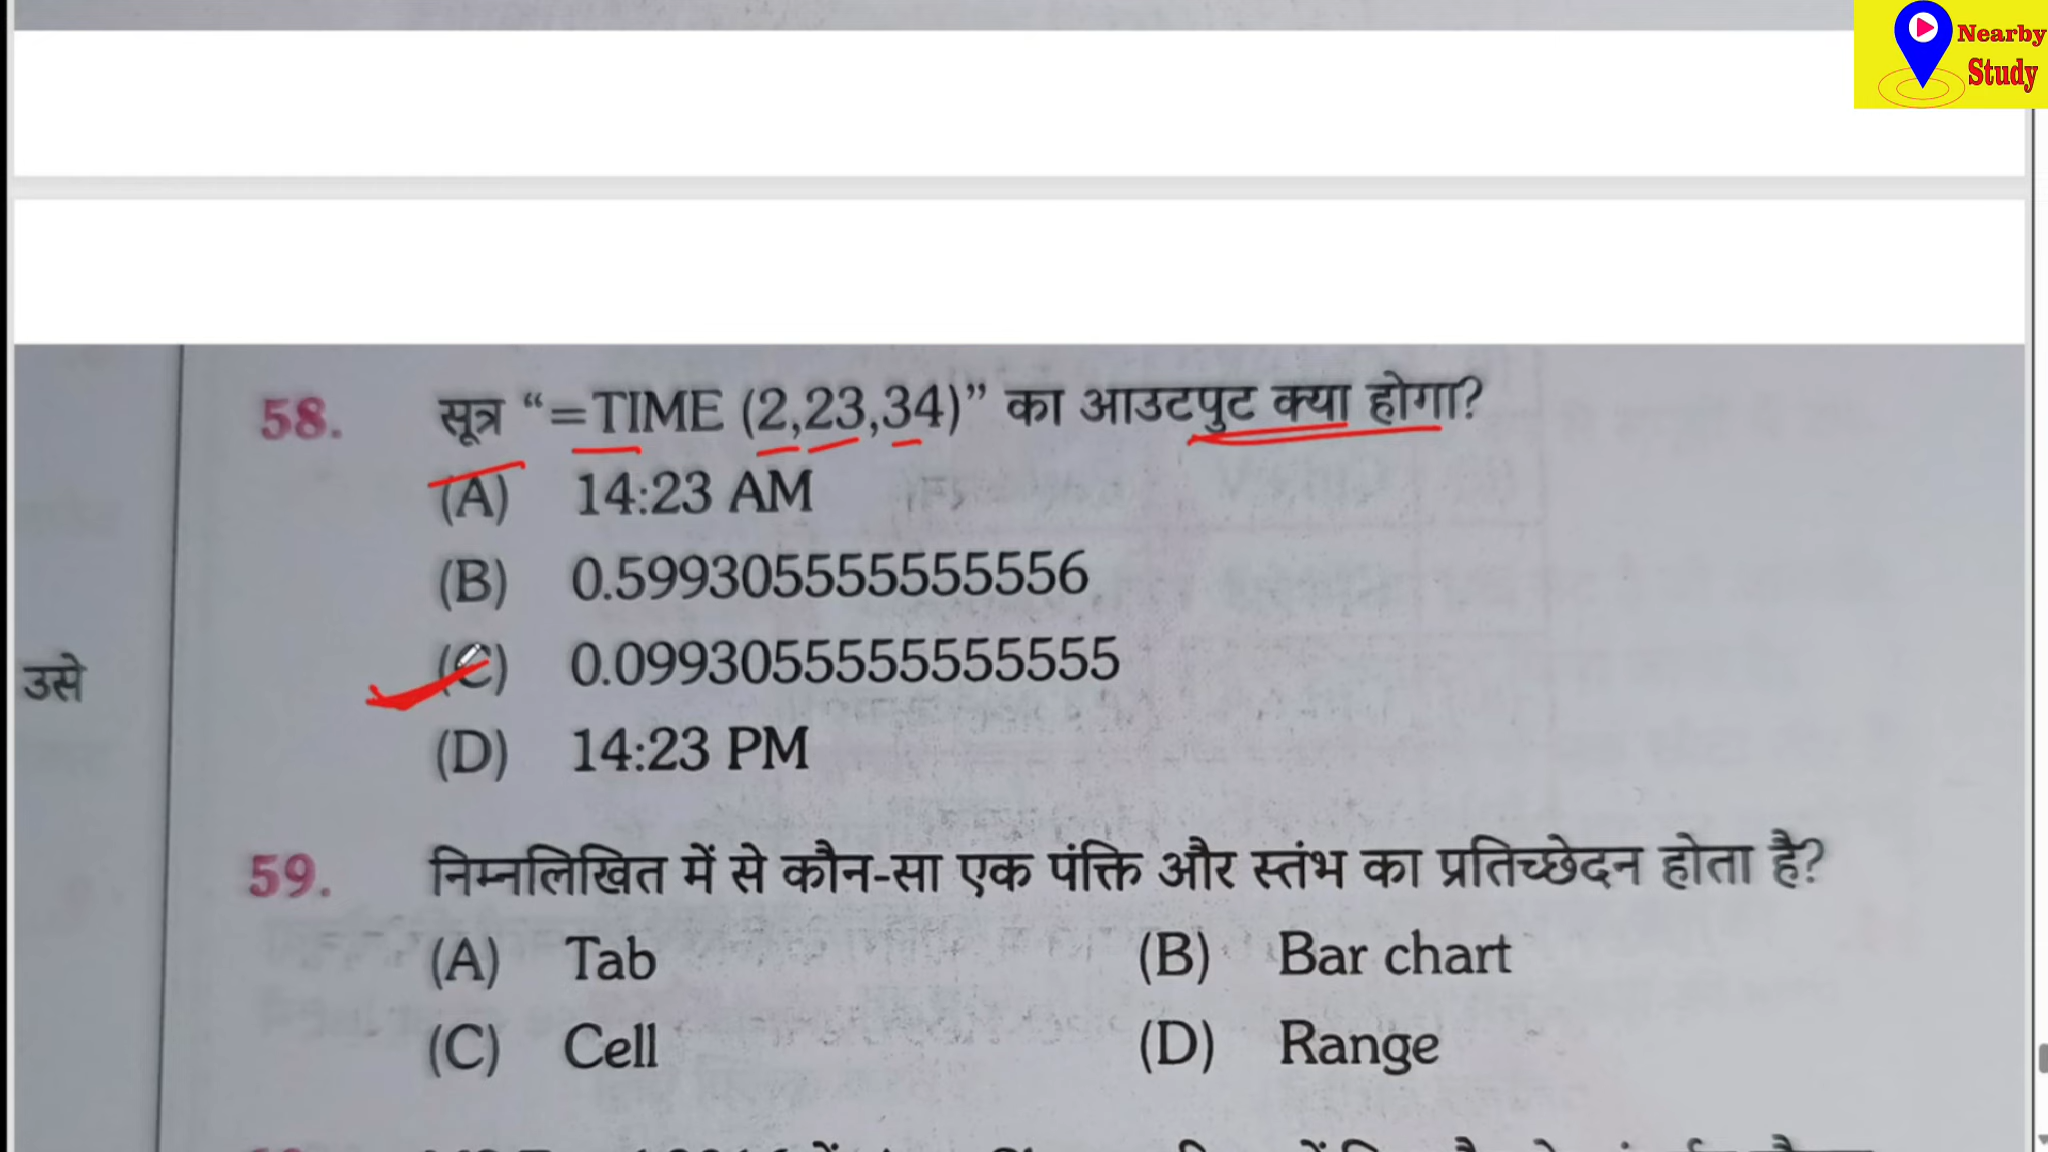 Nearby
Study
58. सूत्र “=TIME (2,23,34)” का आउटपुट क्या होगा?
(A) 14:23 AM
(B) 0.599305555555556
(C) 0.0993055555555555
(D) 14:23 PM
उसे
59. निम्नलिखित में से कौन-सा एक पंक्ति और स्तंभ का प्रतिच्छेदन होता है?
(A) Tab (B) Bar chart
(C) Cell (D) Range